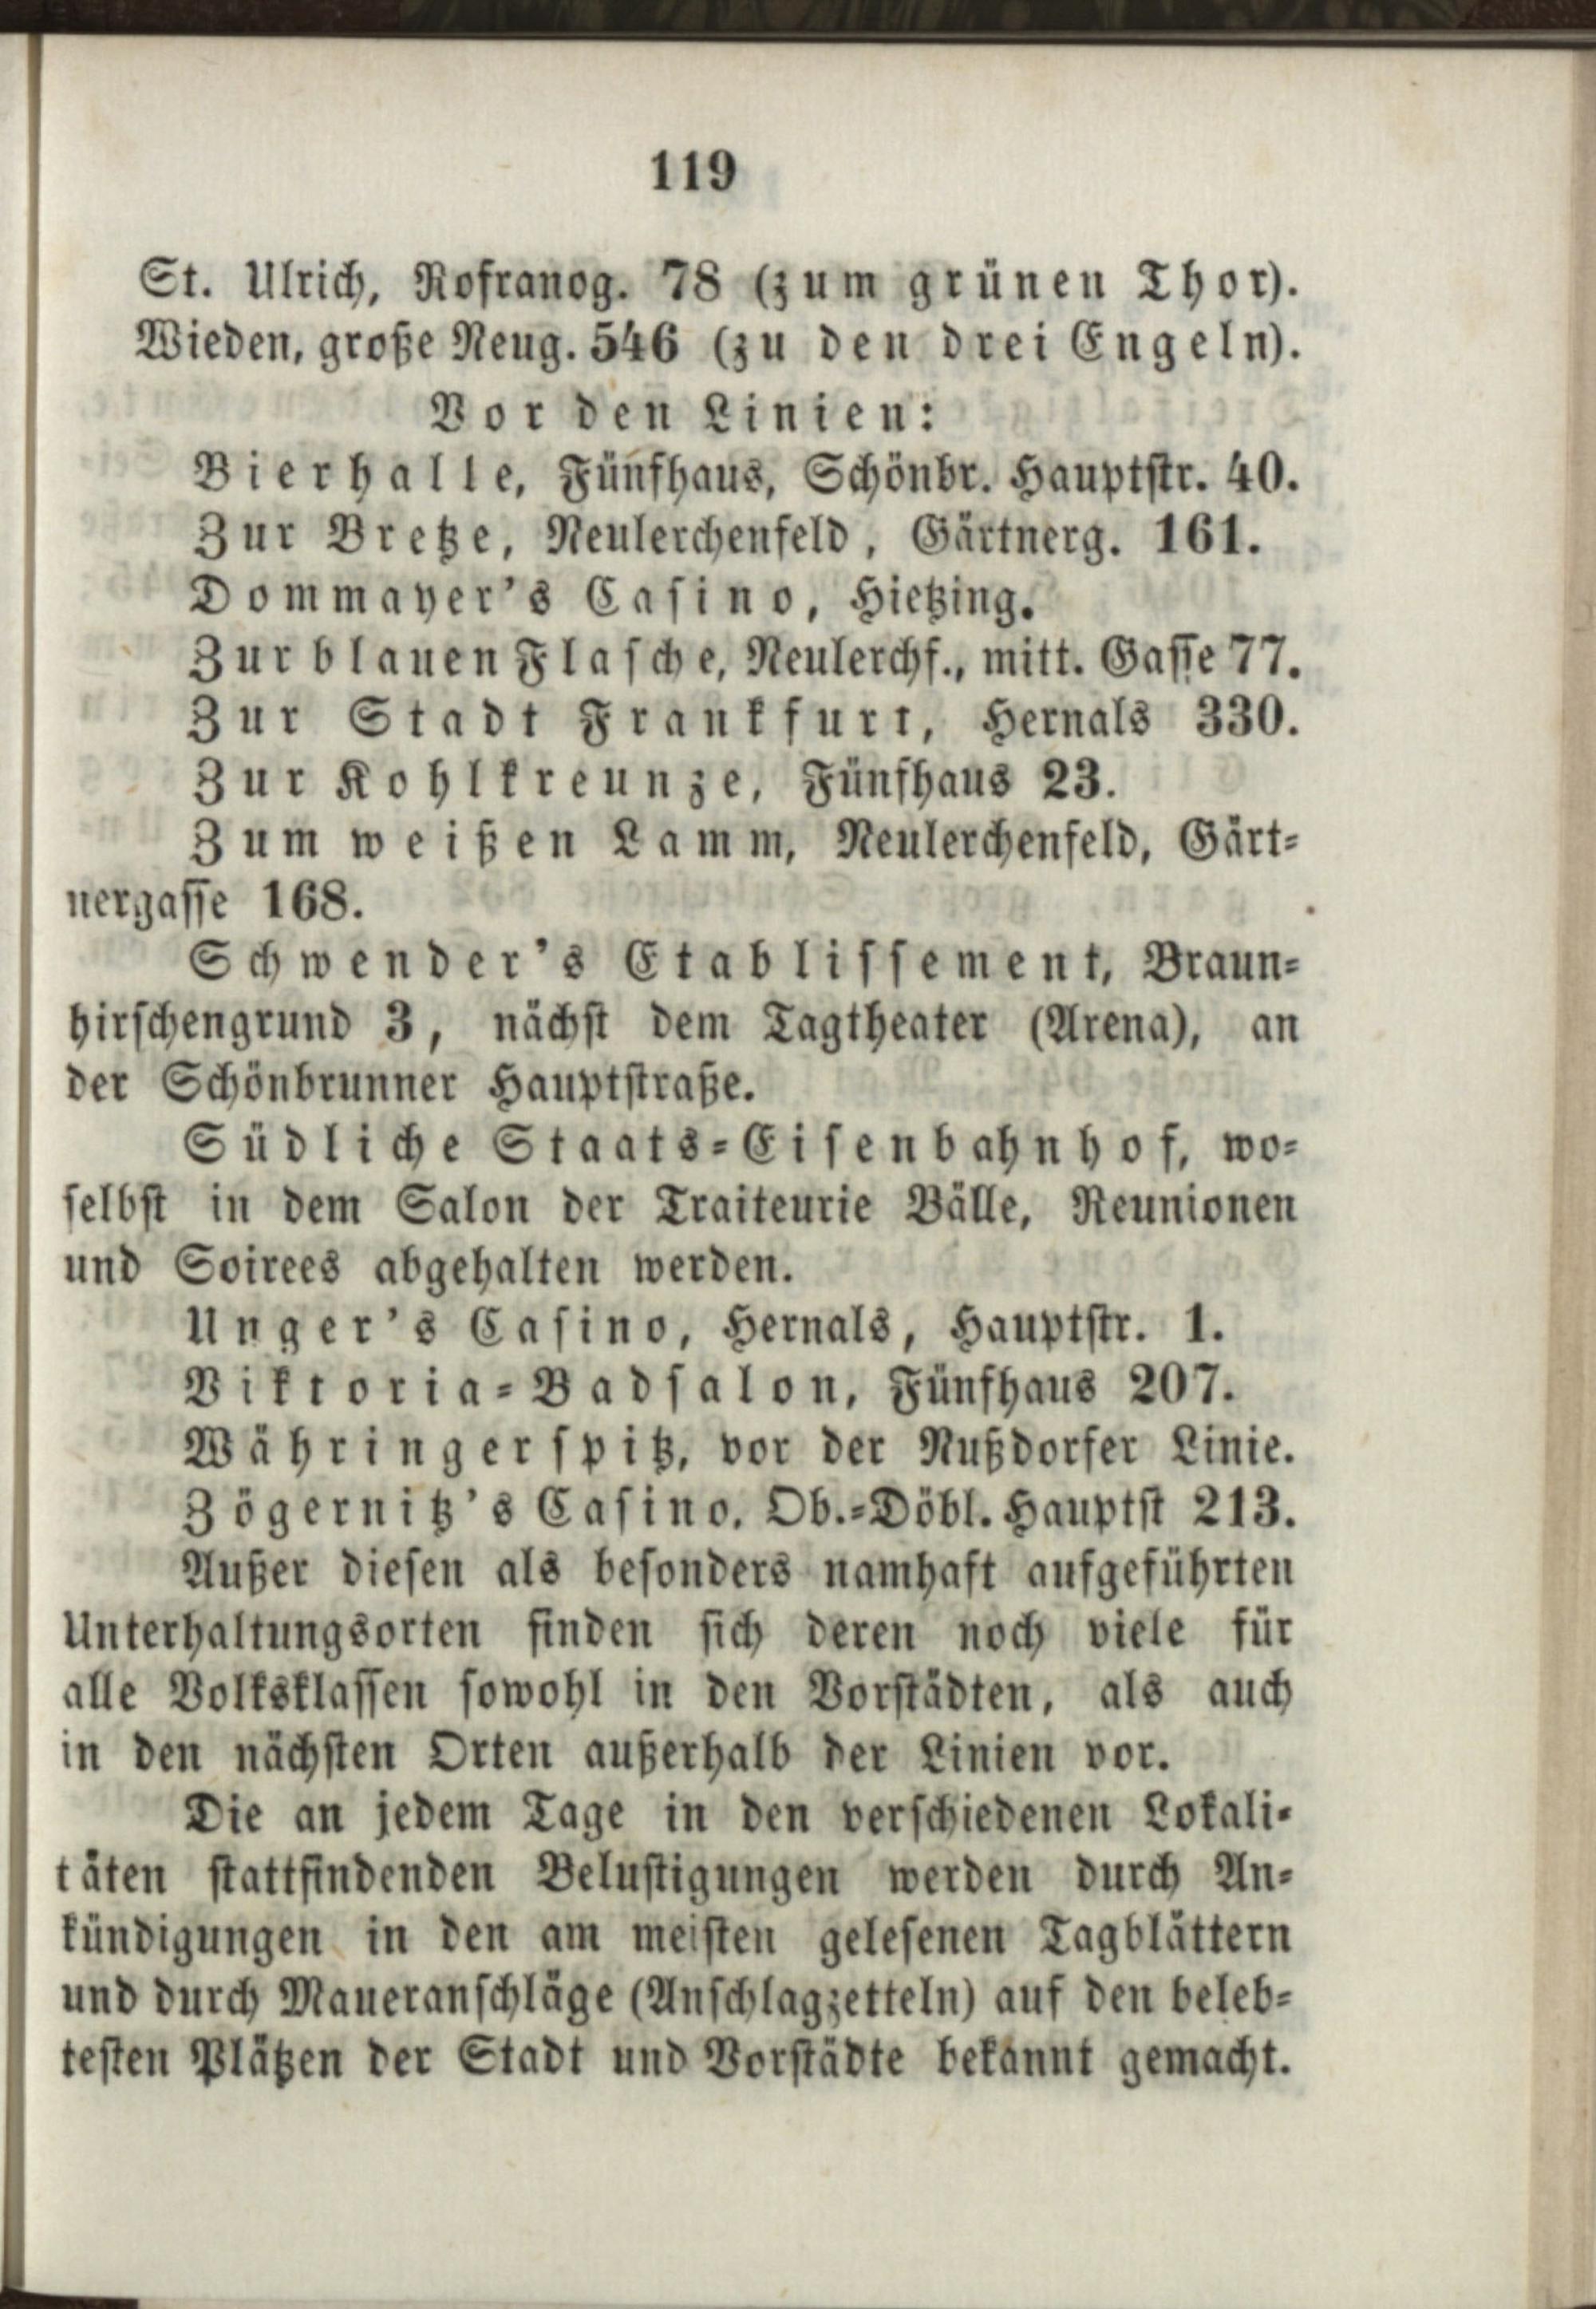 119
St. Ulrich, Rofranog. 78 (zum grünen Thor).
Wieden, große Neug. 546 (zu den drei Engeln).
Vor den Linien:
Bierhalle, Fünfhaus, Schönbr. Hauptstr. 40.
Zur Bretze, Neulerchenfeld, Gärtnerg. 161.
Dommayer's Casino, Hietzing.
Zur blauen Flasche, Neulerchf., mitt. Gasse 77.
Zur Stadt Frankfurt, Hernals 330.
Zur Kohlkreunze, Fünfhaus 23.
Zum weißen Lamm, Neulerchenfeld, Gärt-
nergasse 168.
Schwender's Etablissement, Braun-
hirschengrund 3, nächst dem Tagtheater (Arena), an
der Schönbrunner Hauptstraße.
Südliche Staats-Eisenbahnhof, wo-
selbst in dem Salon der Traiteurie Bälle, Reunionen
und Soirees abgehalten werden.
Unger's Casino, Hernals, Hauptstr. 1.
Viktoria-Badsalon, Fünfhaus 207.
Währingerspitz, vor der Nußdorfer Linie.
Zögernitz's Casino. Ob.-Döbl. Hauptst 213.
Außer diesen als besonders namhaft aufgeführten
Unterhaltungsorten finden sich deren noch viele für
alle Volksklassen sowohl in den Vorstädten, als auch
in den nächsten Orten außerhalb der Linien vor.
Die an jedem Tage in den verschiedenen Lokali-
täten stattfindenden Belustigungen werden durch An-
kündigungen in den am meisten gelesenen Tagblättern
und durch Maueranschläge (Anschlagzetteln) auf den beleb-
testen Plätzen der Stadt und Vorstädte bekannt gemacht.